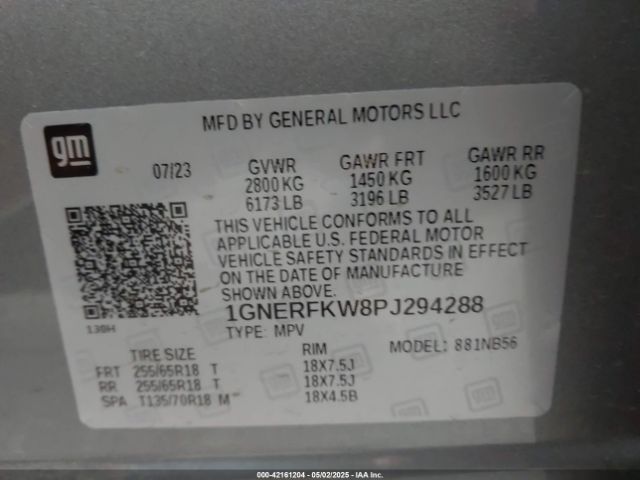 MFD BY GENERAL MOTORS LLC
gm
07/23 GVWR GAWR FRT GAWR RR
2800 KG 1450 KG 1600 KG
6173 LB 3196 LB 3527 LB
THIS VEHICLE CONFORMS TO ALL
APPLICABLE U.S. FEDERAL MOTOR
VEHICLE SAFETY STANDARDS IN EFFECT
ON THE DATE OF MANUFACTURE
SHOWN ABOVE.
130H
1GNERFKW8PJ294288
TYPE: MPV
TIRE SIZE RIM MODEL: 881NB56
FRT 255/65R18 T 18X7.5J
RR 255/65R18 T 18X7.5J
SPA T135/70R18 M 18X4.5B
000-42161204 - 05/02/2025 - IAAI Holdings, Inc.